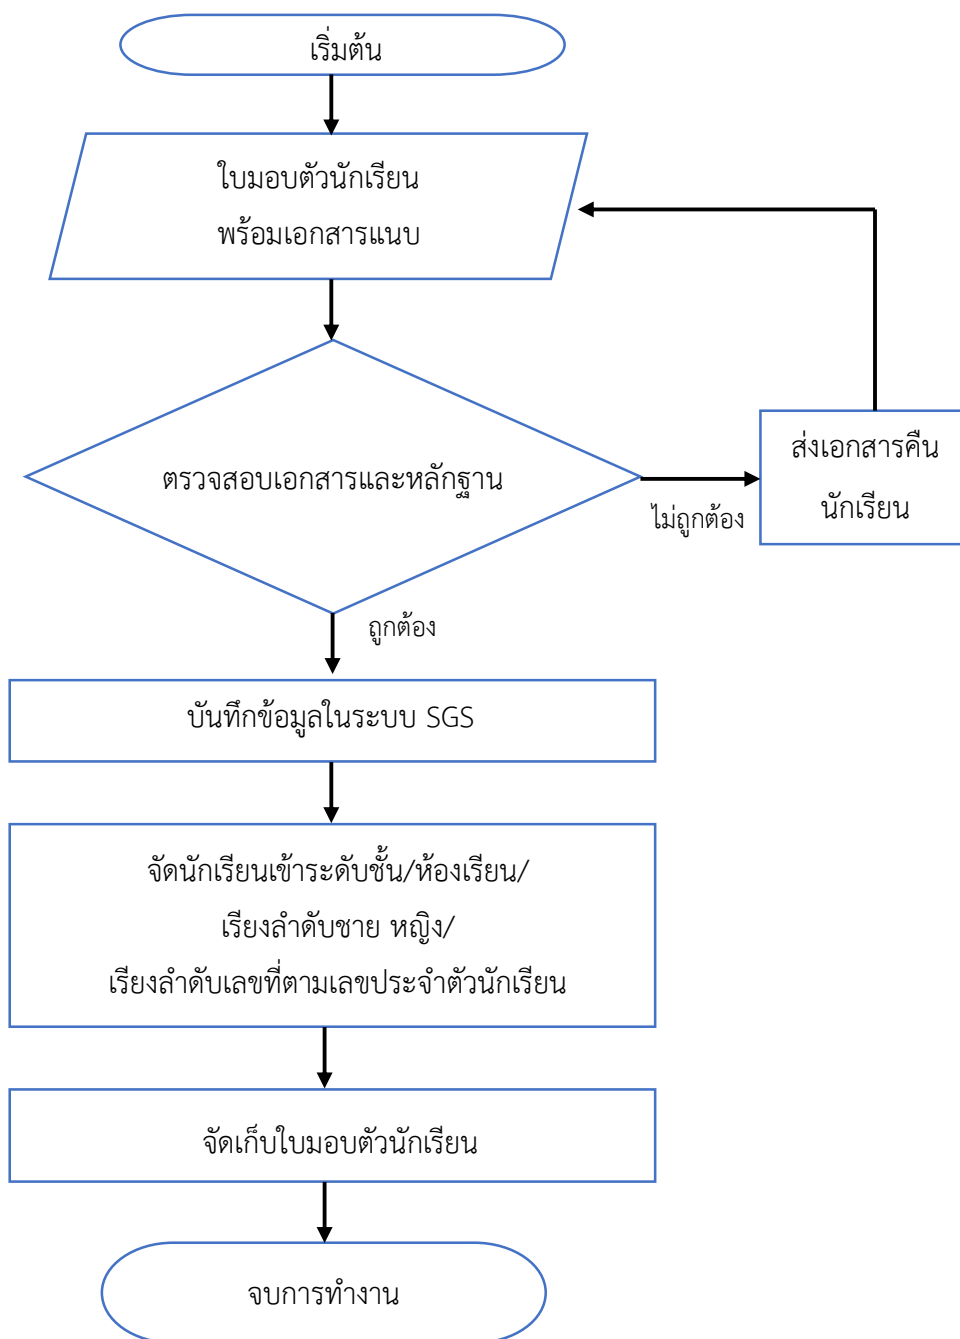 เริ่มต้น
ใบมอบตัวนักเรียน
พร้อมเอกสารแนบ
ตรวจสอบเอกสารและหลักฐาน
ไม่ถูกต้อง
ส่งเอกสารคืน
นักเรียน
ถูกต้อง
บันทึกข้อมูลในระบบ SGS
จัดนักเรียนเข้าระดับชั้น/ห้องเรียน/
เรียงลำดับชาย หญิง/
เรียงลำดับเลขที่ตามเลขประจำตัวนักเรียน
จัดเก็บใบมอบตัวนักเรียน
จบการทำงาน